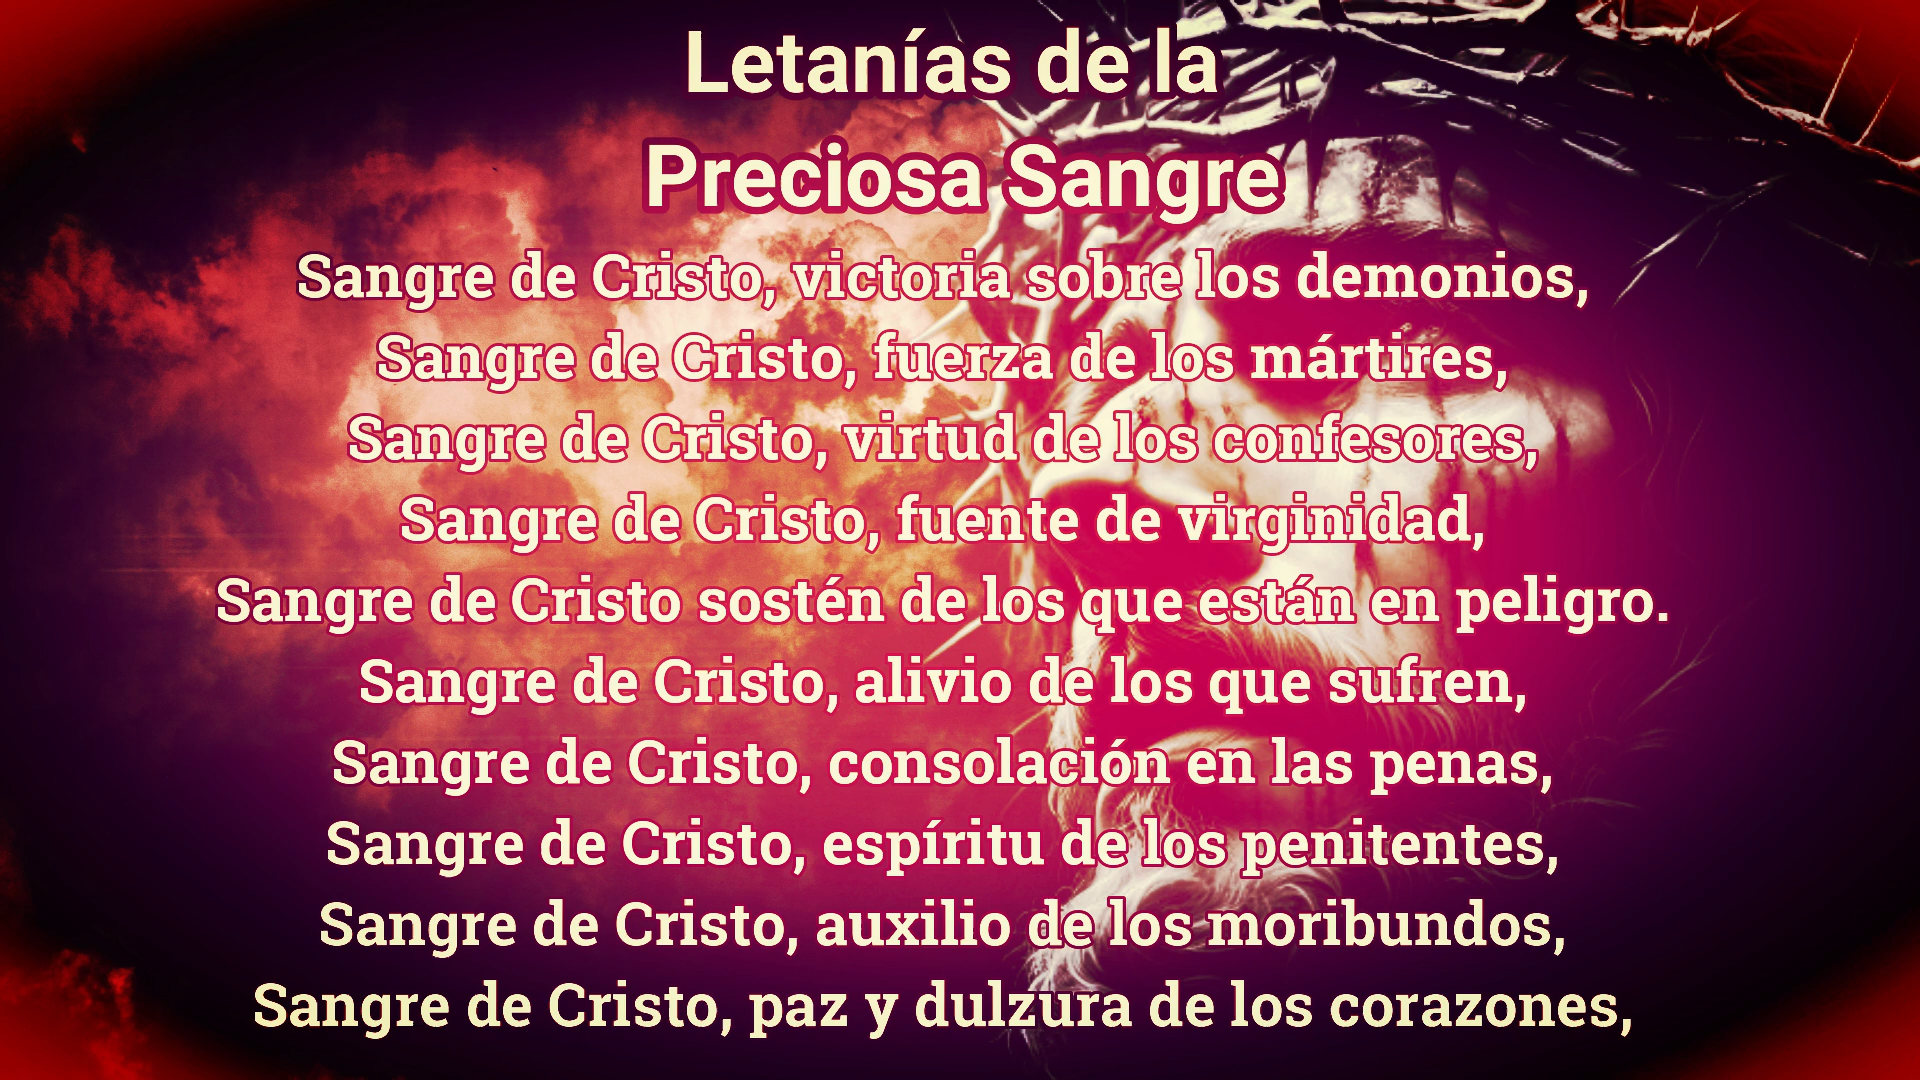 Letanías de la
Preciosa Sangre
Sangre de Cristo, victoria sobre los demonios,
Sangre de Cristo, fuerza de los mártires,
Sangre de Cristo, virtud de los confesores,
Sangre de Cristo, fuente de virginidad,
Sangre de Cristo sostén de los que están en peligro.
Sangre de Cristo, alivio de los que sufren,
Sangre de Cristo, consolación en las penas,
Sangre de Cristo, espíritu de los penitentes,
Sangre de Cristo, auxilio de los moribundos,
Sangre de Cristo, paz y dulzura de los corazones,